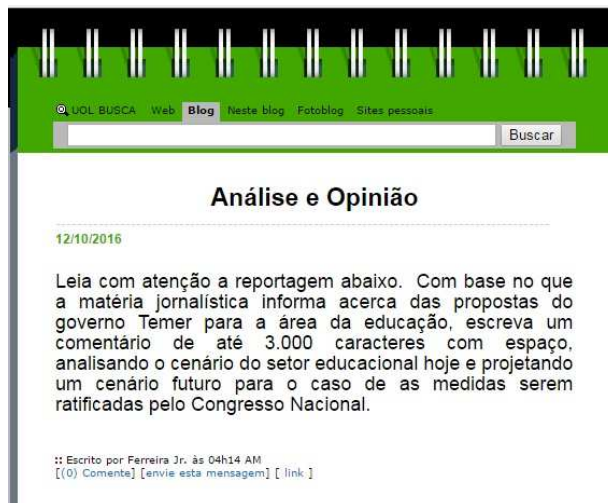 UOL BUSCA Web Blog Neste blog Fotoblog Sites pessoais
Buscar
Análise e Opinião
12/10/2016
Leia com atenção a reportagem abaixo. Com base no que
a matéria jornalística informa acerca das propostas do
governo Temer para a área da educação, escreva um
comentário de até 3.000 caracteres com espaço,
analisando o cenário do setor educacional hoje e projetando
um cenário futuro para o caso de as medidas serem
ratificadas pelo Congresso Nacional.
:: Escrito por Ferreira Jr. às 04h14 AM
[(0) Comente] [envie esta mensagem] [ link ]